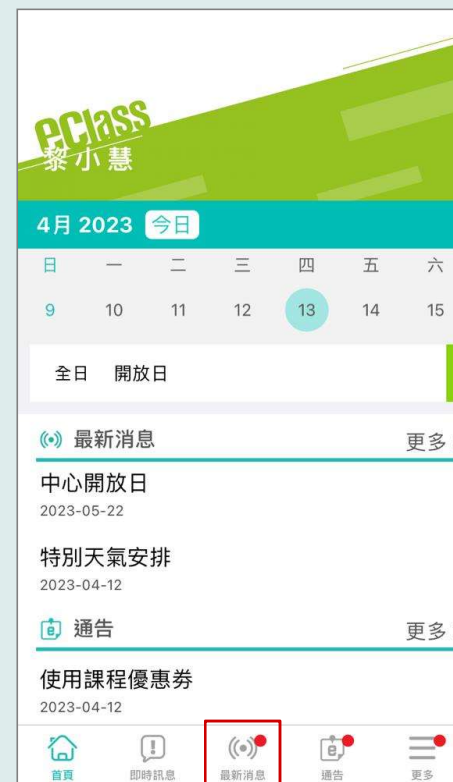 eClass
黎小慧
4月 2023 今日
日 一 二 三 四 五 六
9 10 11 12 13 14 15
全日 開放日
最新消息 更多
中心開放日
2023-05-22
特別天氣安排
2023-04-12
通告 更多
使用課程優惠券
2023-04-12
首頁 即時訊息 最新消息 通告 更多